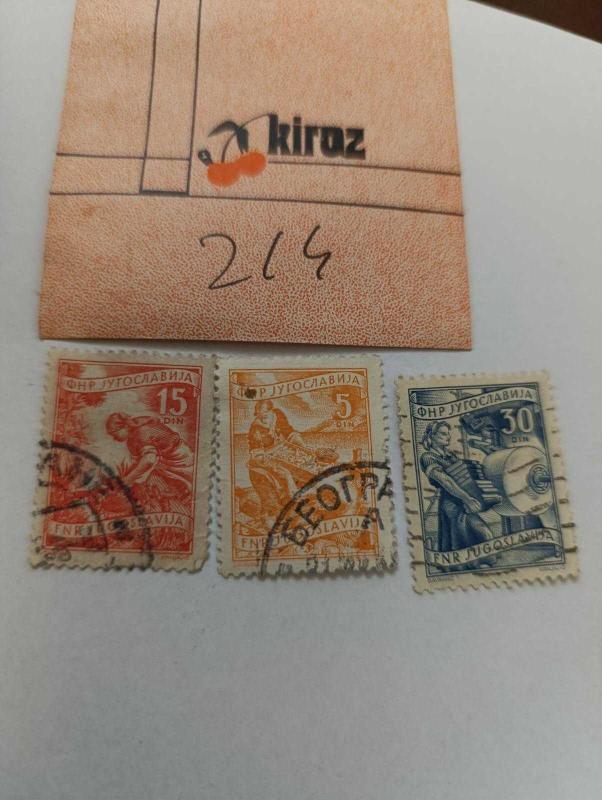 kiraz
214
ФНР ЈУГОСЛАВИЈА
15
DIN
FNR JUGOSLAVIJA
ФНР ЈУГОСЛАВИЈА
5
DIN
FNR JUGOSLAVIJA
БЕОГРА
ФНР ЈУГОСЛАВИЈА
30
DIN
FNR JUGOSLAVIJA